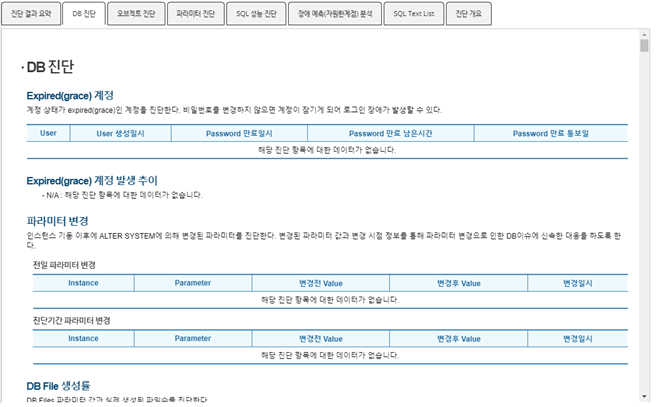 진단 결과 요약
DB 진단
오브젝트 진단
파라미터 진단
SQL 성능 진단
장애 예측(자원한계점) 분석
SQL Text List
진단 개요
· DB 진단
Expired(grace) 계정
계정 상태가 expired(grace)인 계정을 진단한다. 비밀번호를 변경하지 않으면 계정이 잠기게 되어 로그인 장애가 발생할 수 있다.
User User 생성일시 Password 만료일시 Password 만료 남은시간 Password 만료 통보일
해당 진단 항목에 대한 데이터가 없습니다.
Expired(grace) 계정 발생 추이
- N/A : 해당 진단 항목에 대한 데이터가 없습니다.
파라미터 변경
인스턴스 기동 이후에 ALTER SYSTEM에 의해 변경된 파라미터를 진단한다. 변경된 파라미터 값과 변경 시점 정보를 통해 파라미터 변경으로 인한 DB이슈에 신속한 대응을 하도록 한
다.
전일 파라미터 변경
Instance Parameter 변경전 Value 변경후 Value 변경일시
해당 진단 항목에 대한 데이터가 없습니다.
진단기간 파라미터 변경
Instance Parameter 변경전 Value 변경후 Value 변경일시
해당 진단 항목에 대한 데이터가 없습니다.
DB File 생성률
DB Files 파라미터 값과 실제 생성된 파일수를 진단한다.